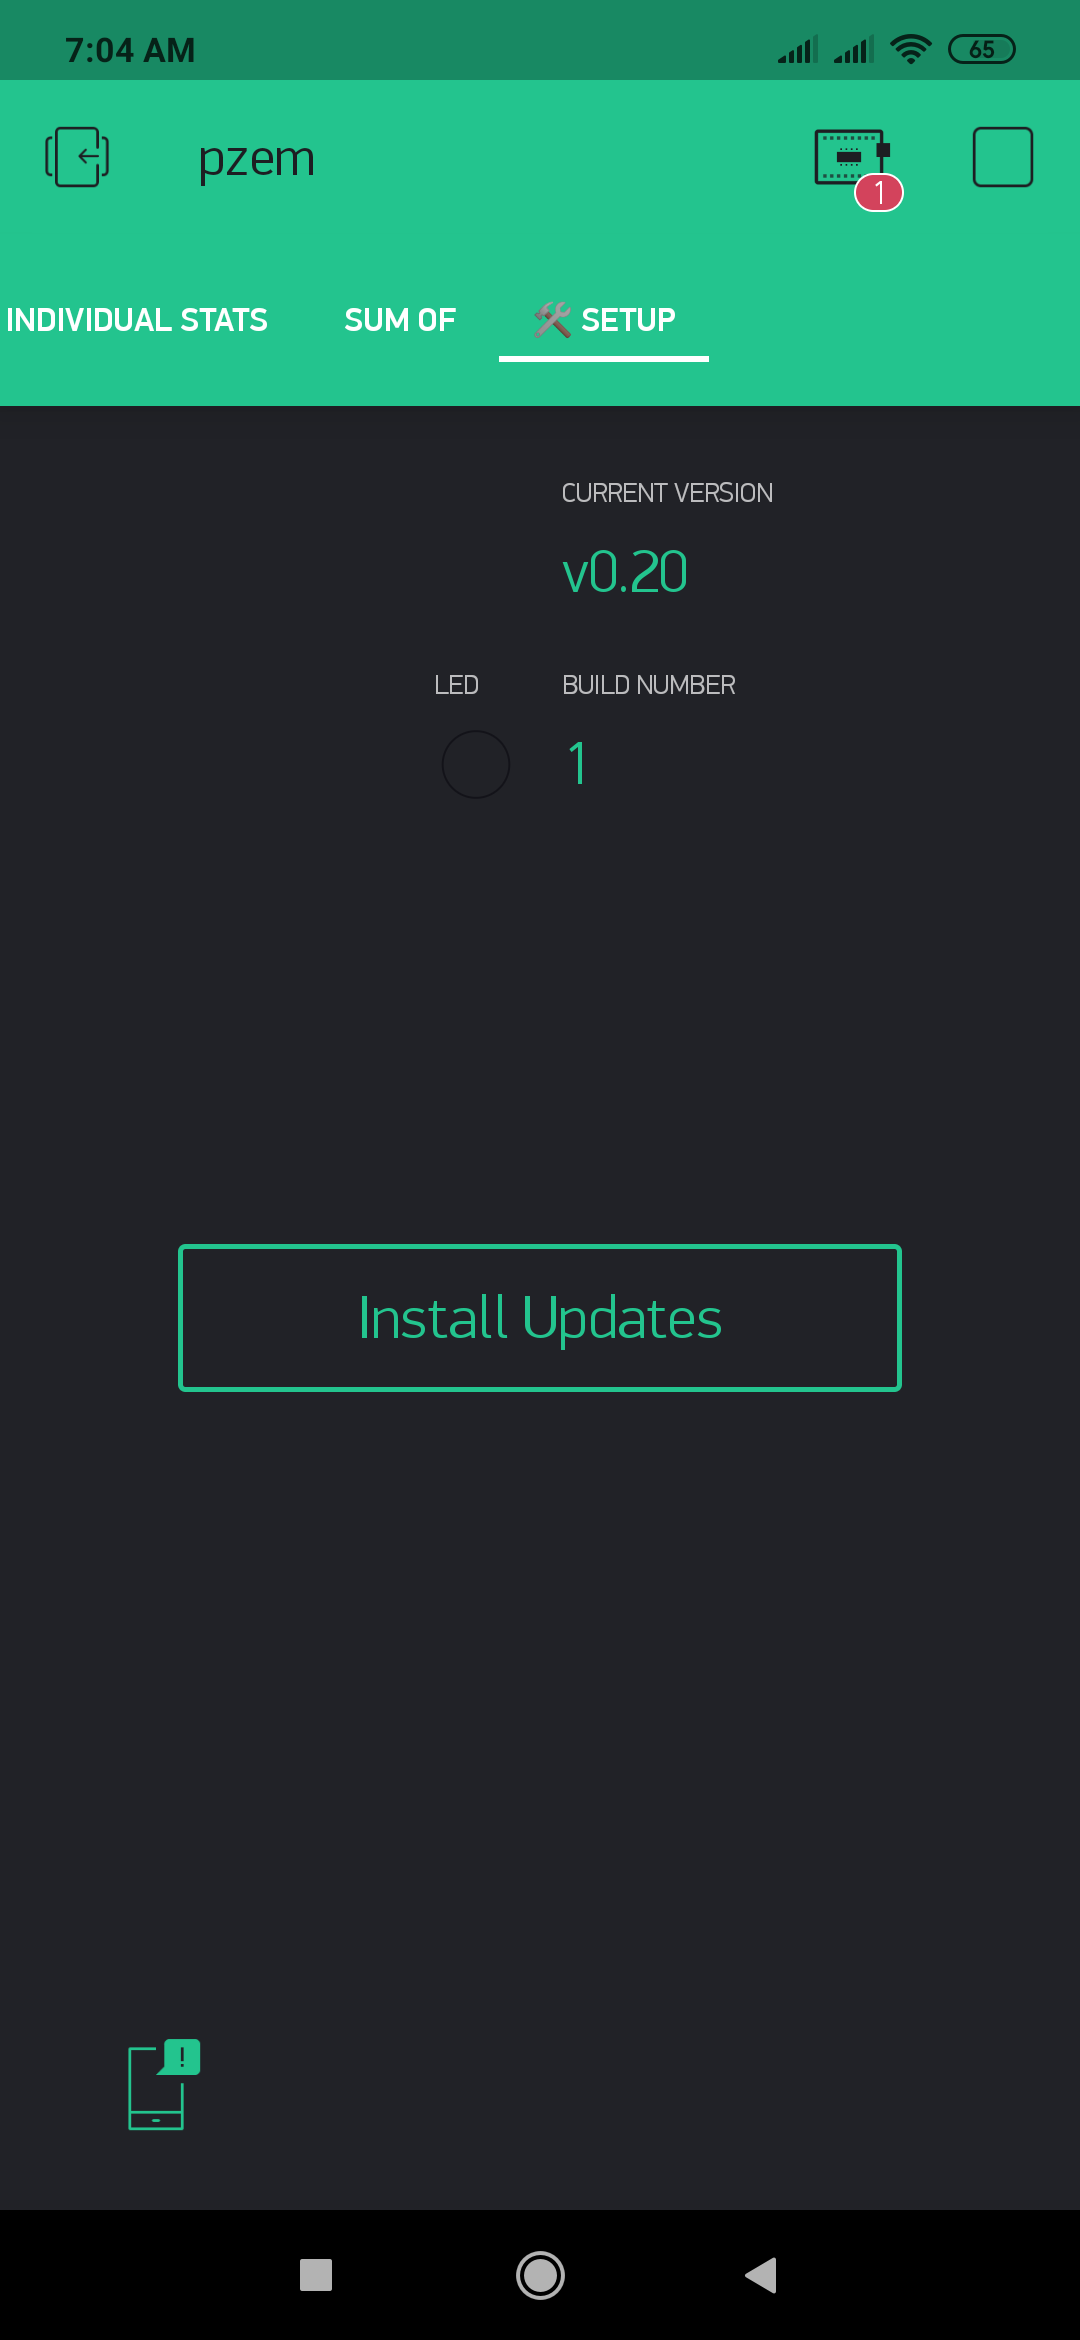 7:04 AM 65
pzem
1
INDIVIDUAL STATS SUM OF 🛠 SETUP
CURRENT VERSION
v0.20
LED BUILD NUMBER
1
Install Updates
!